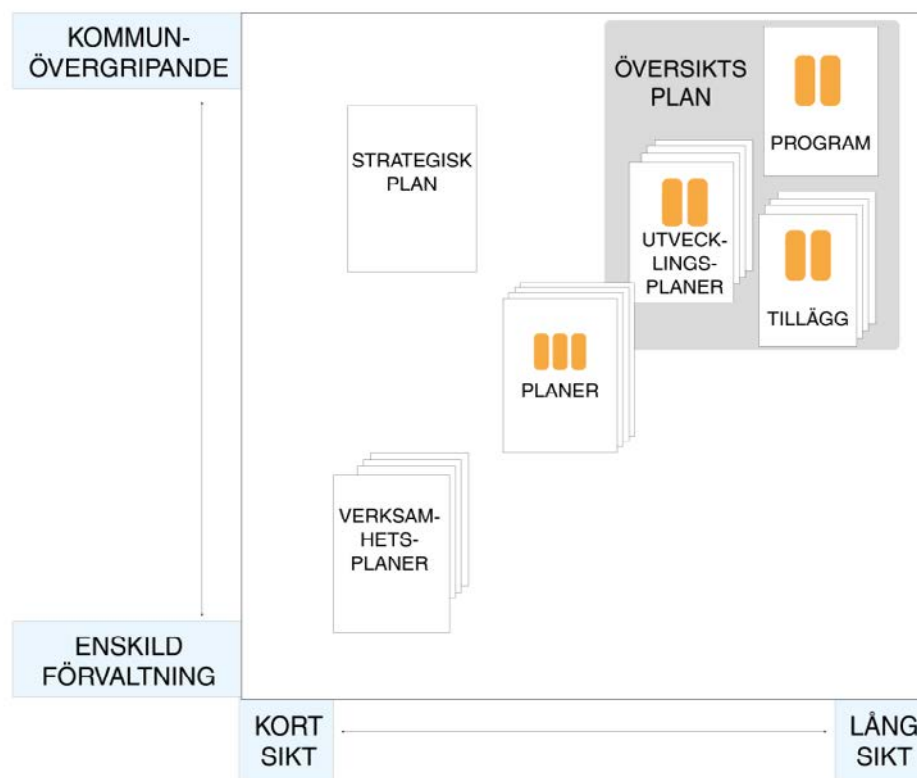 KOMMUN-
ÖVERGRIPANDE
ÖVERSIKTS
PLAN
PROGRAM
STRATEGISK
PLAN
UTVECK-
LINGS-
PLANER
TILLÄGG
PLANER
VERKSAM-
HETS-
PLANER
ENSKILD
FÖRVALTNING
KORT
SIKT
LÅNG
SIKT